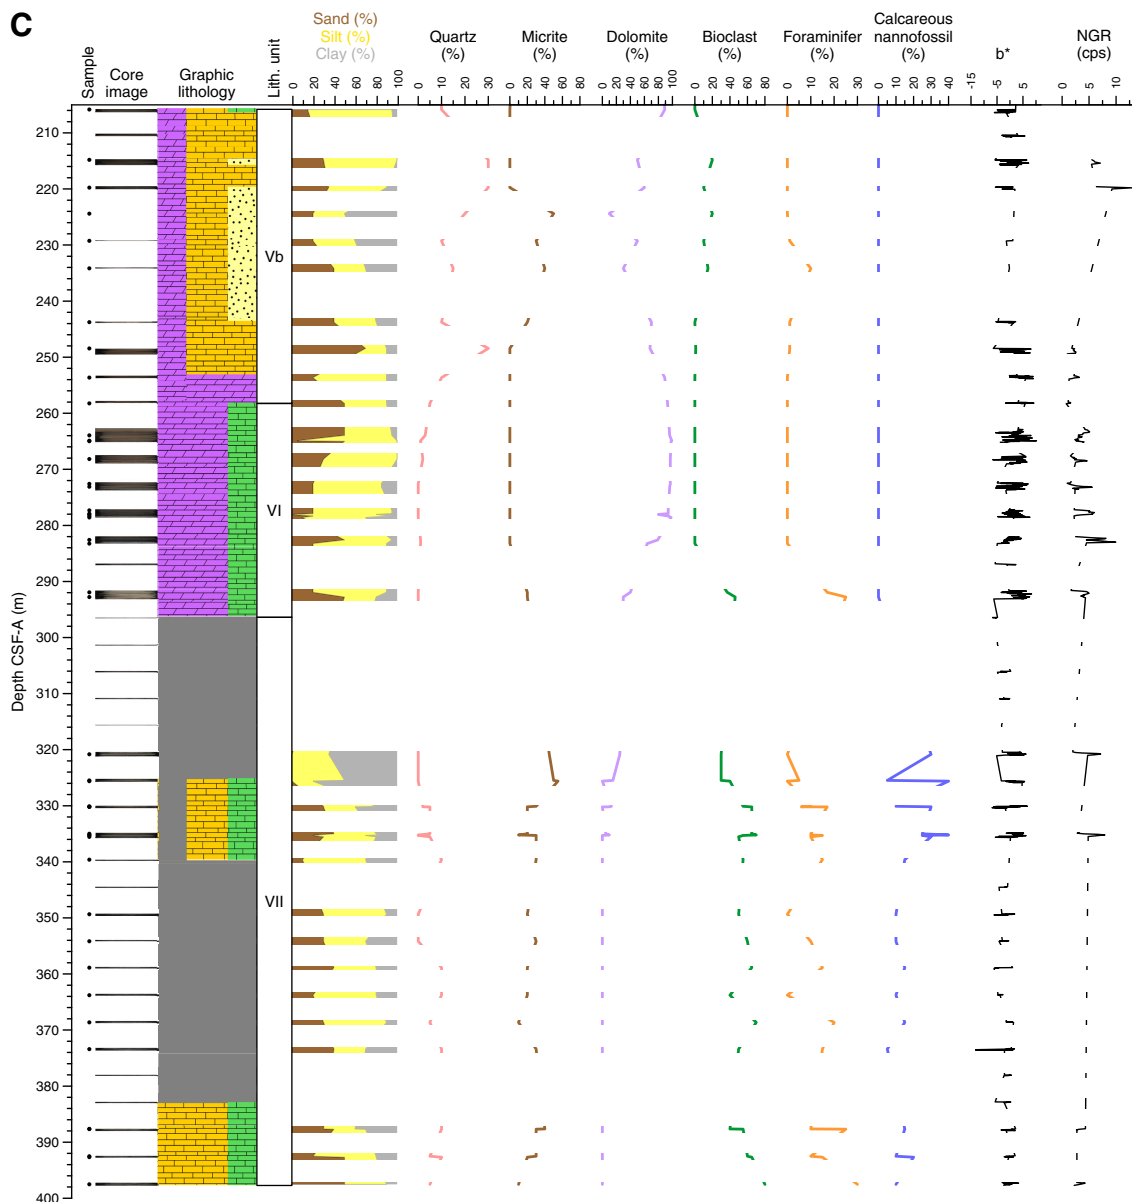 C
Sample
Core
image
Graphic
lithology
Lith. unit
Sand (%)
Silt (%)
Clay (%)
0 20 40 60 80 100
Quartz
(%)
0 10 20 30
Micrite
(%)
0 20 40 60 80
Dolomite
(%)
0 20 40 60 80 100
Bioclast
(%)
0 20 40 60 80
Foraminifer
(%)
0 10 20 30
Calcareous
nannofossil
(%)
0 10 20 30 40
b*
-15 -5 5
NGR
(cps)
0 5 10
Depth CSF-A (m)
210
220
230
240
250
260
270
280
290
300
310
320
330
340
350
360
370
380
390
400
Vb
VI
VII